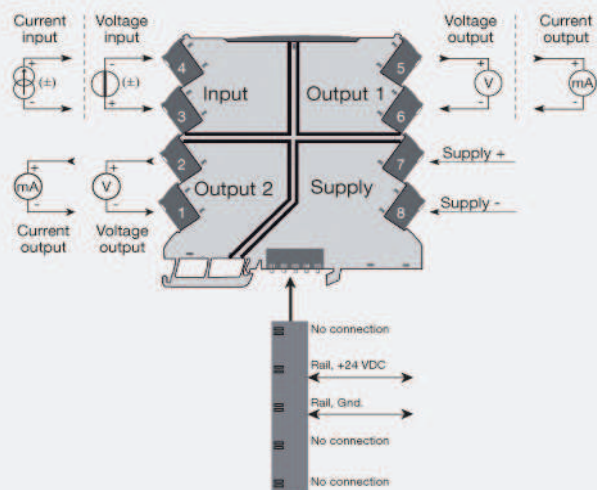 Current input
Voltage input
Voltage output
Current output
+
+
+
+
(±)
(±)
V
mA
-
-
-
-
4
Input
Output 1
5
3
6
2
Output 2
Supply
7
1
8
+
+
mA
V
-
-
Current output
Voltage output
Supply +
Supply -
No connection
Rail, +24 VDC
Rail, Gnd.
No connection
No connection